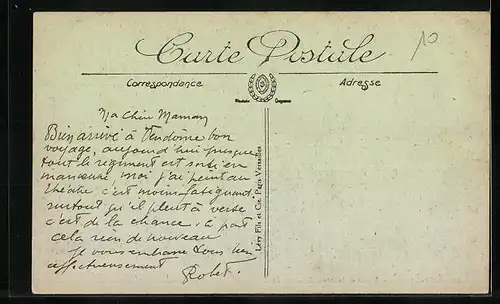 Carte Postale
10
Correspondance
Adresse
Ma Chère Maman
Bien arrivé à Vendôme bon
voyage, aujourd'hui presque
tout le régiment est sorti en
manœuvre, moi j'ai peint au
théâtre c'est moins fatiguant
surtout qu'il pleut à verse
c'est de la chance. à part
cela rien de nouveau
je vous embrasse tous bien
affectueusement
Robert.
Lévy Fils et Cie, Paris-Versailles